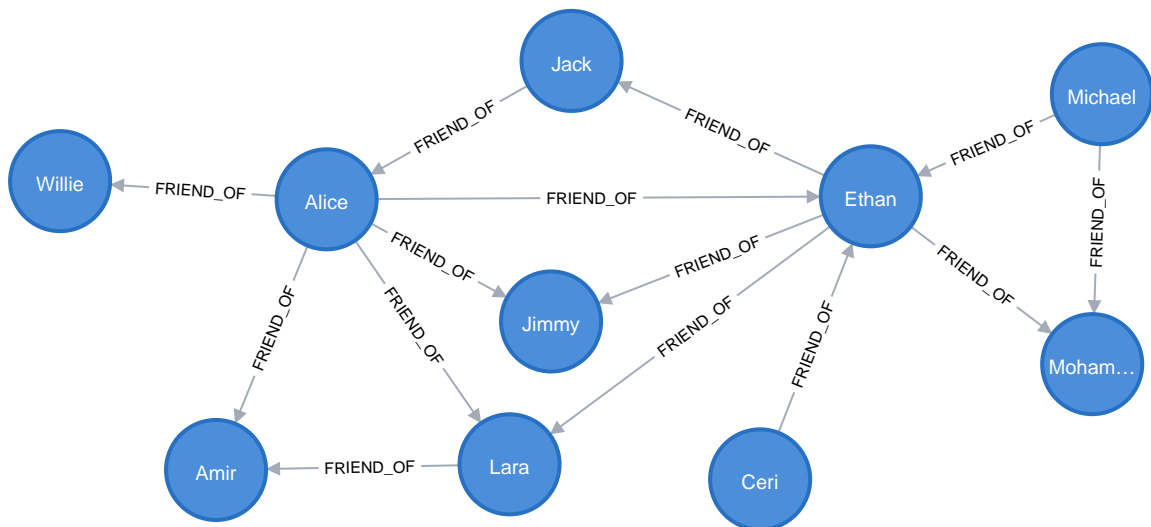 Jack
Michael
FRIEND_OF
FRIEND_OF
FRIEND_OF
Willie
FRIEND_OF
Alice
FRIEND_OF
Ethan
FRIEND_OF
FRIEND_OF
FRIEND_OF
FRIEND_OF
FRIEND_OF
FRIEND_OF
FRIEND_OF
FRIEND_OF
Jimmy
FRIEND_OF
Moham…
Amir
FRIEND_OF
Lara
Ceri